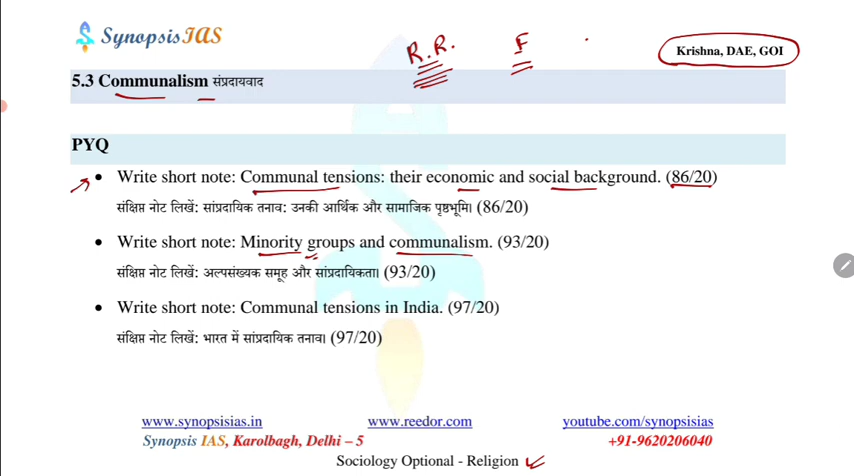 Synopsis IAS
R.R.
F
Krishna, DAE, GOI
5.3 Communalism संप्रदायवाद
PYQ
• Write short note: Communal tensions: their economic and social background. (86/20)
संक्षिप्त नोट लिखें: सांप्रदायिक तनाव: उनकी आर्थिक और सामाजिक पृष्ठभूमि। (86/20)
• Write short note: Minority groups and communalism. (93/20)
संक्षिप्त नोट लिखें: अल्पसंख्यक समूह और सांप्रदायिकता। (93/20)
• Write short note: Communal tensions in India. (97/20)
संक्षिप्त नोट लिखें: भारत में सांप्रदायिक तनाव। (97/20)
www.synopsisias.in www.reedor.com youtube.com/synopsisias
Synopsis IAS, Karolbagh, Delhi – 5 +91-9620206040
Sociology Optional - Religion